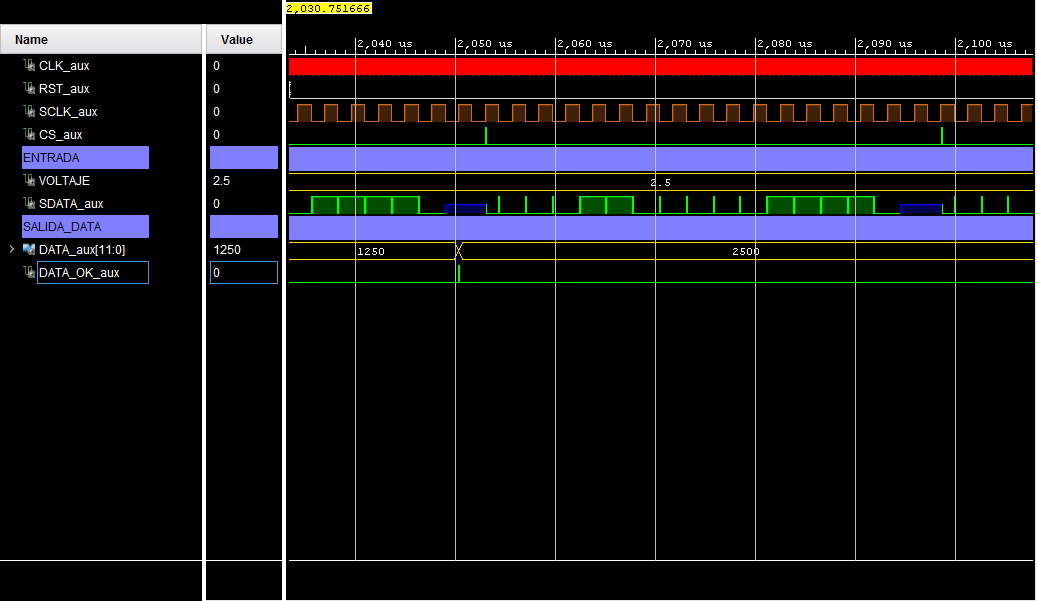 2,030.751666
Name Value 2,040 us 2,050 us 2,060 us 2,070 us 2,080 us 2,090 us 2,100 us
CLK_aux 0
RST_aux 0
SCLK_aux 0
CS_aux 0
ENTRADA
VOLTAJE 2.5 2.5
SDATA_aux 0
SALIDA_DATA
DATA_aux[11:0] 1250 1250 2500
DATA_OK_aux 0